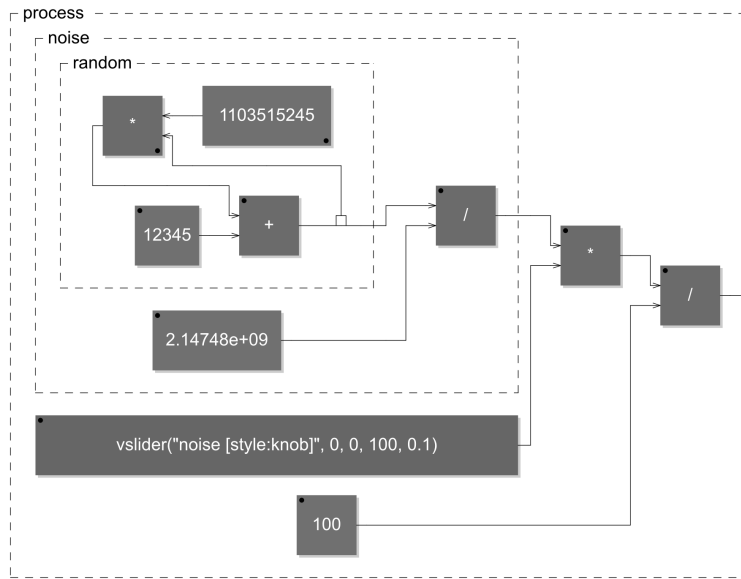 process
noise
random
*
1103515245
12345
+
/
*
/
2.14748e+09
vslider("noise [style:knob]", 0, 0, 100, 0.1)
100